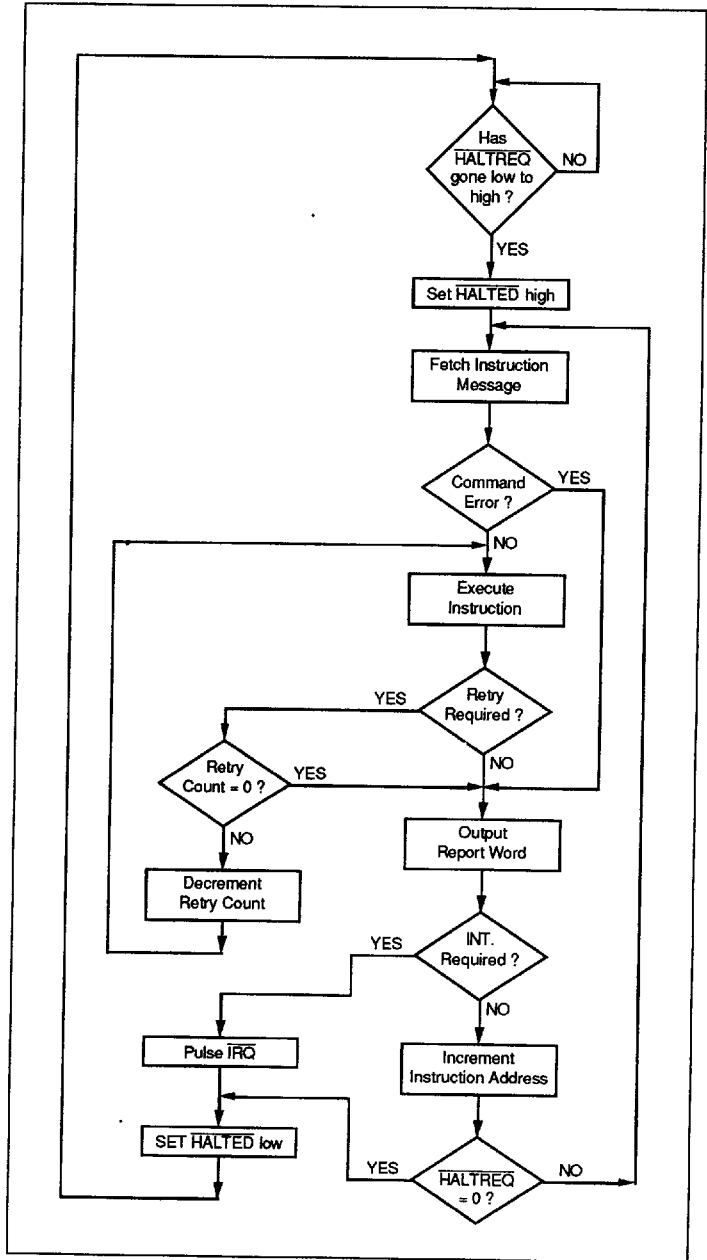 Has
HALTREQ
gone low to
high ?
NO
YES
Set HALTED high
Fetch Instruction
Message
Command
Error ?
YES
NO
Execute
Instruction
Retry
Required ?
YES
NO
Retry
Count = 0 ?
YES
NO
Decrement
Retry Count
Output
Report Word
INT.
Required ?
YES
NO
Pulse IRQ
Increment
Instruction Address
SET HALTED low
HALTREQ
= 0 ?
YES
NO